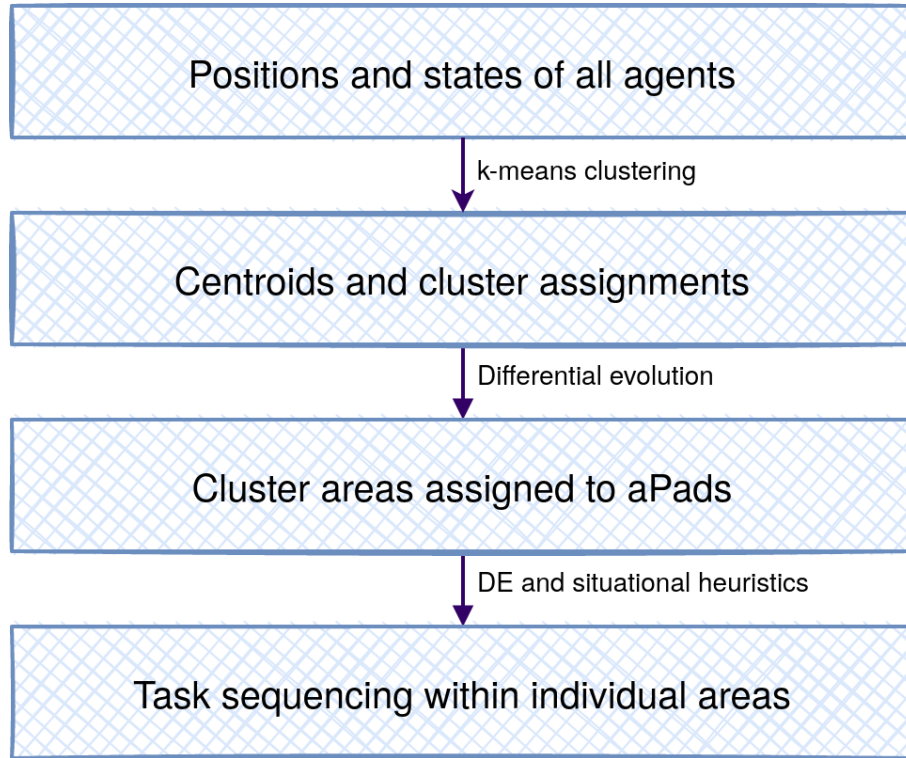 Positions and states of all agents
k-means clustering
Centroids and cluster assignments
Differential evolution
Cluster areas assigned to aPads
DE and situational heuristics
Task sequencing within individual areas